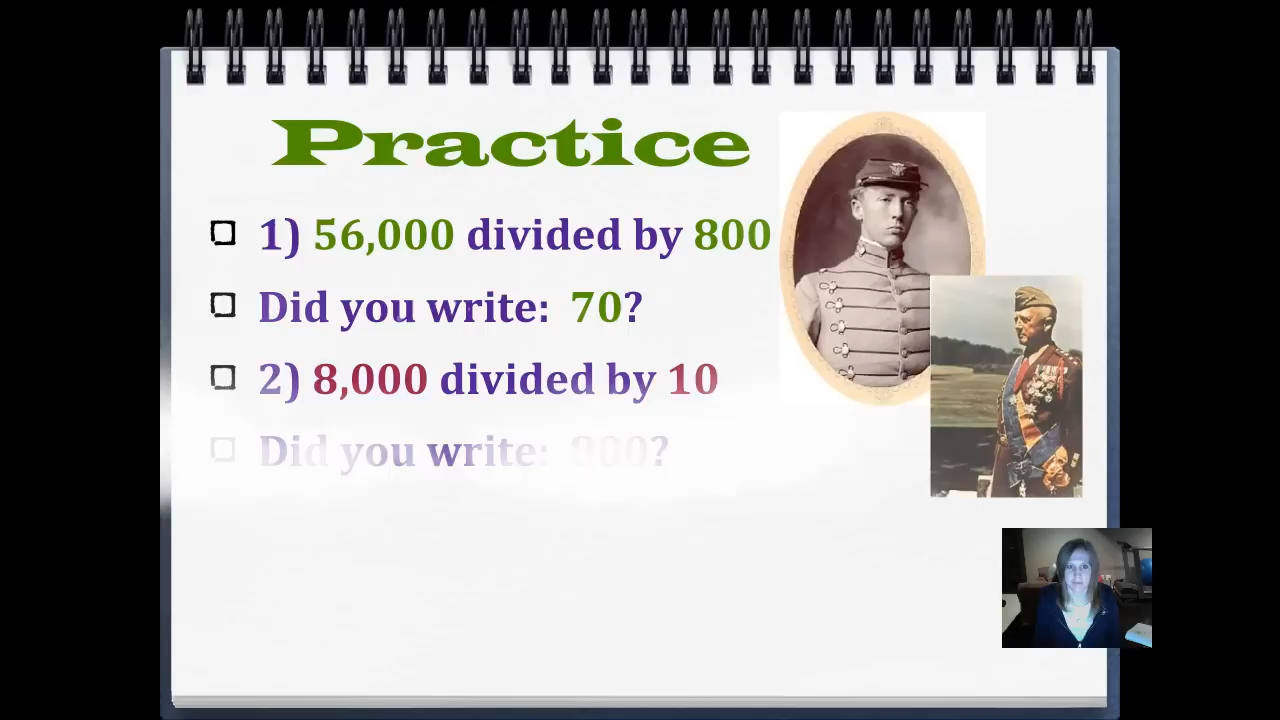 Practice
1) 56,000 divided by 800
Did you write: 70?
2) 8,000 divided by 10
Did you write: 800?